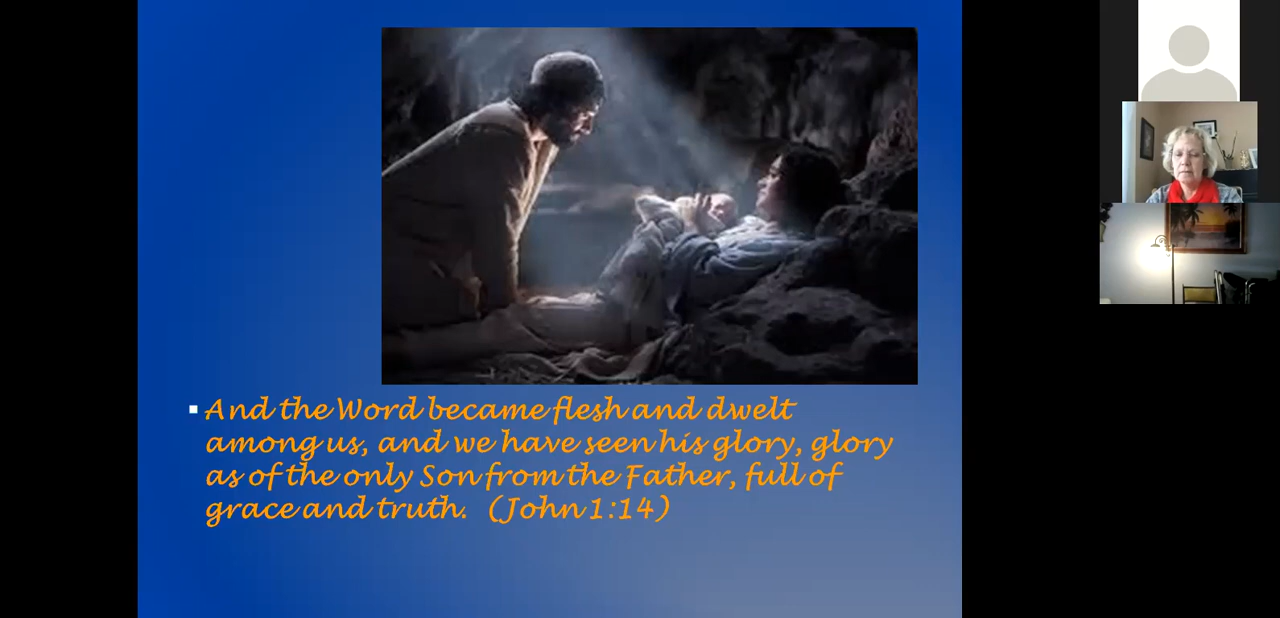 And the Word became flesh and dwelt
among us, and we have seen his glory, glory
as of the only Son from the Father, full of
grace and truth. (John 1:14)